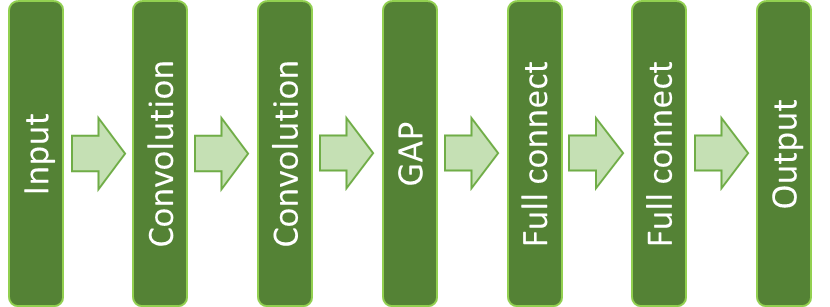 Input
Convolution
Convolution
GAP
Full connect
Full connect
Output